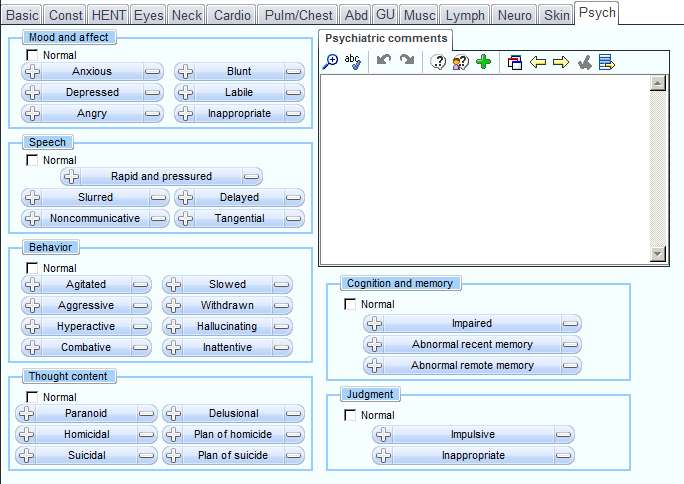 Basic Const HENT Eyes Neck Cardio Pulm/Chest Abd GU Musc Lymph Neuro Skin Psych
Mood and affect
Normal
Anxious Blunt
Depressed Labile
Angry Inappropriate
Speech
Normal
Rapid and pressured
Slurred Delayed
Noncommunicative Tangential
Behavior
Normal
Agitated Slowed
Aggressive Withdrawn
Hyperactive Hallucinating
Combative Inattentive
Thought content
Normal
Paranoid Delusional
Homicidal Plan of homicide
Suicidal Plan of suicide
Psychiatric comments
abc
Cognition and memory
Normal
Impaired
Abnormal recent memory
Abnormal remote memory
Judgment
Normal
Impulsive
Inappropriate